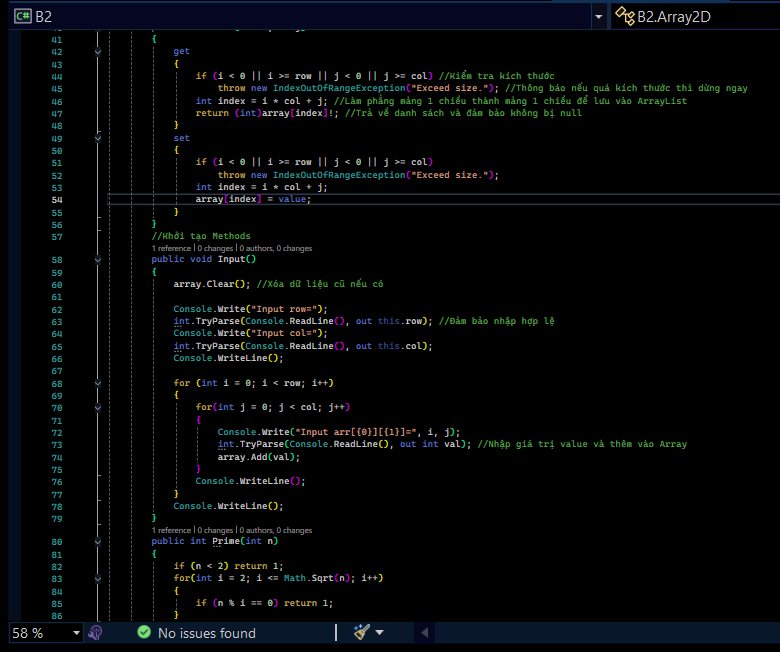 C# B2
B2.Array2D
41 {
42 get
43 {
44 if (i < 0 || i >= row || j < 0 || j >= col) //Kiểm tra kích thước
45 throw new IndexOutOfRangeException("Exceed size."); //Thông báo nếu quá kích thước thì dừng ngay
46 int index = i * col + j; //Làm phẳng mảng 1 chiều thành mảng 1 chiều để lưu vào ArrayList
47 return (int)array[index]!; //Trả về danh sách và đảm bảo không bị null
48 }
49 set
50 {
51 if (i < 0 || i >= row || j < 0 || j >= col)
52 throw new IndexOutOfRangeException("Exceed size.");
53 int index = i * col + j;
54 array[index] = value;
55 }
56 }
57 //Khởi tạo Methods
1 reference | 0 changes | 0 authors, 0 changes
58 public void Input()
59 {
60 array.Clear(); //Xóa dữ liệu cũ nếu có
61
62 Console.Write("Input row=");
63 int.TryParse(Console.ReadLine(), out this.row); //Đảm bảo nhập hợp lệ
64 Console.Write("Input col=");
65 int.TryParse(Console.ReadLine(), out this.col);
66 Console.WriteLine();
67
68 for (int i = 0; i < row; i++)
69 {
70 for(int j = 0; j < col; j++)
71 {
72 Console.Write("Input arr[{0}][{1}]=", i, j);
73 int.TryParse(Console.ReadLine(), out int val); //Nhập giá trị value và thêm vào Array
74 array.Add(val);
75 }
76 Console.WriteLine();
77 }
78 Console.WriteLine();
79 }
1 reference | 0 changes | 0 authors, 0 changes
80 public int Prime(int n)
81 {
82 if (n < 2) return 1;
83 for(int i = 2; i <= Math.Sqrt(n); i++)
84 {
85 if (n % i == 0) return 1;
86 }
58 %
No issues found